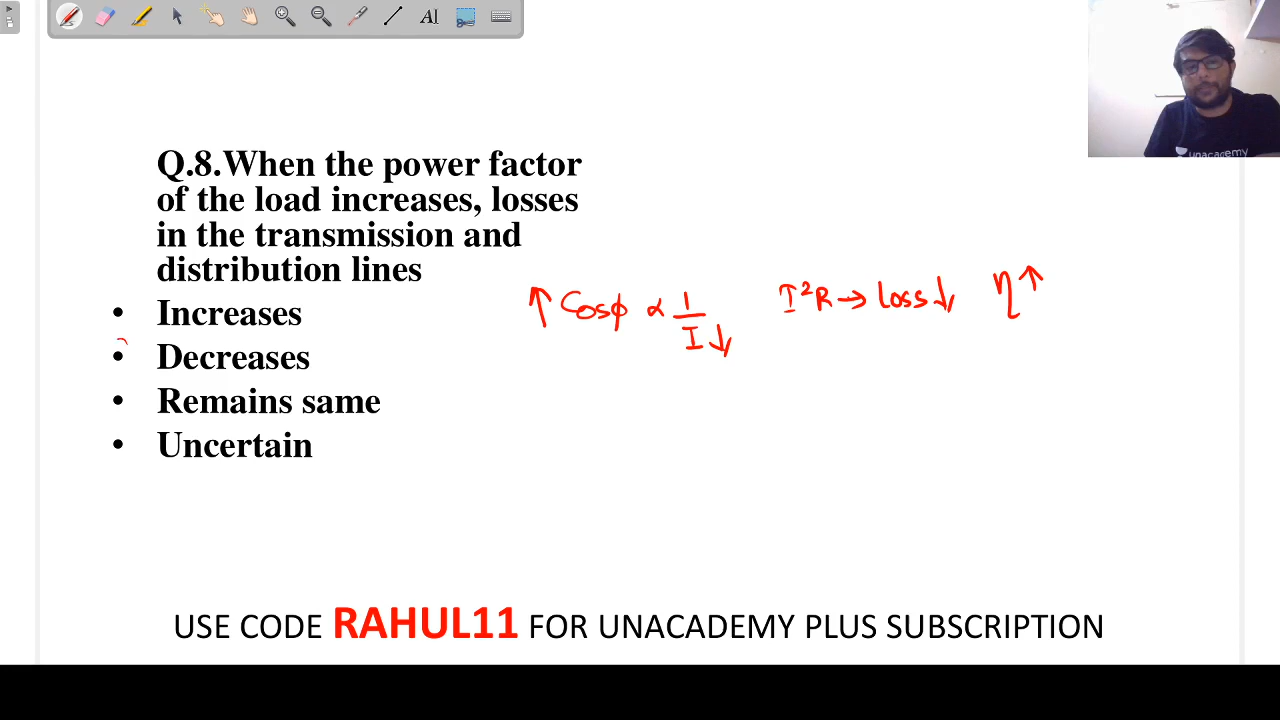 unacademy
Q.8.When the power factor
of the load increases, losses
in the transmission and
distribution lines
• Increases
• Decreases
• Remains same
• Uncertain
↑ Cosφ ∝ 1/I ↓
I²R → Loss ↓
η ↑
USE CODE RAHUL11 FOR UNACADEMY PLUS SUBSCRIPTION